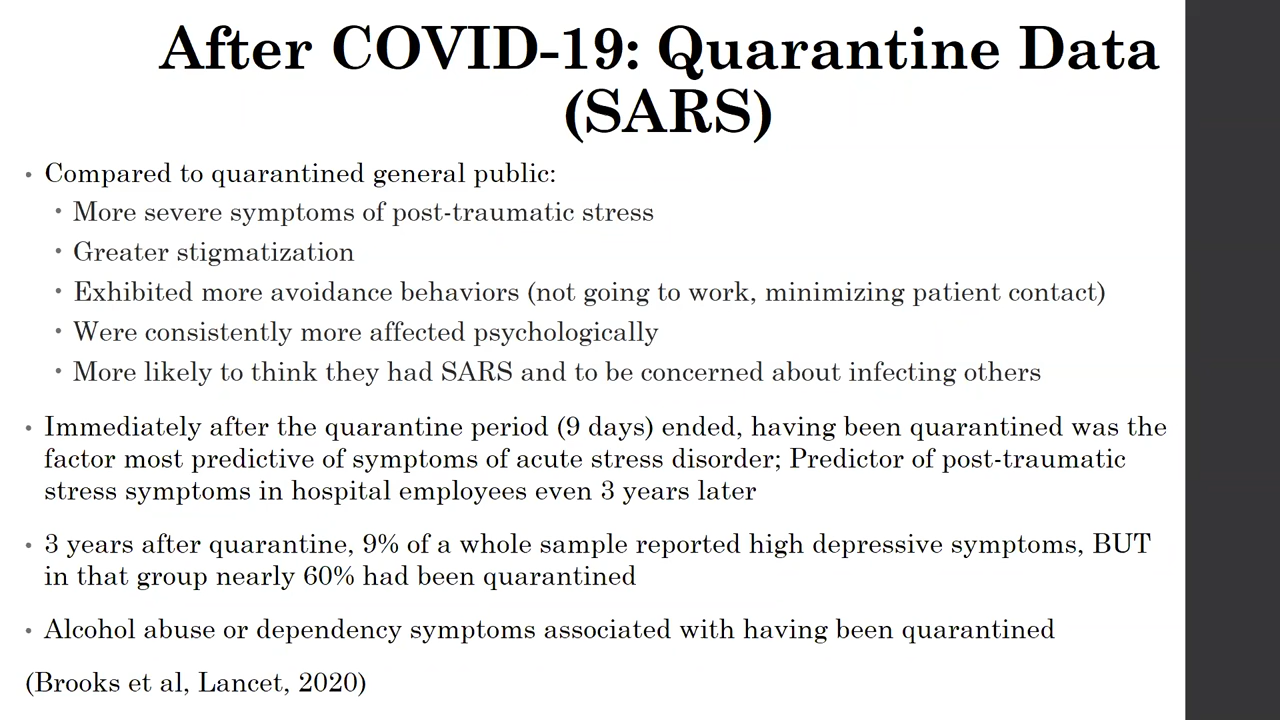 After COVID-19: Quarantine Data
(SARS)
• Compared to quarantined general public:
• More severe symptoms of post-traumatic stress
• Greater stigmatization
• Exhibited more avoidance behaviors (not going to work, minimizing patient contact)
• Were consistently more affected psychologically
• More likely to think they had SARS and to be concerned about infecting others
• Immediately after the quarantine period (9 days) ended, having been quarantined was the
factor most predictive of symptoms of acute stress disorder; Predictor of post-traumatic
stress symptoms in hospital employees even 3 years later
• 3 years after quarantine, 9% of a whole sample reported high depressive symptoms, BUT
in that group nearly 60% had been quarantined
• Alcohol abuse or dependency symptoms associated with having been quarantined
(Brooks et al, Lancet, 2020)